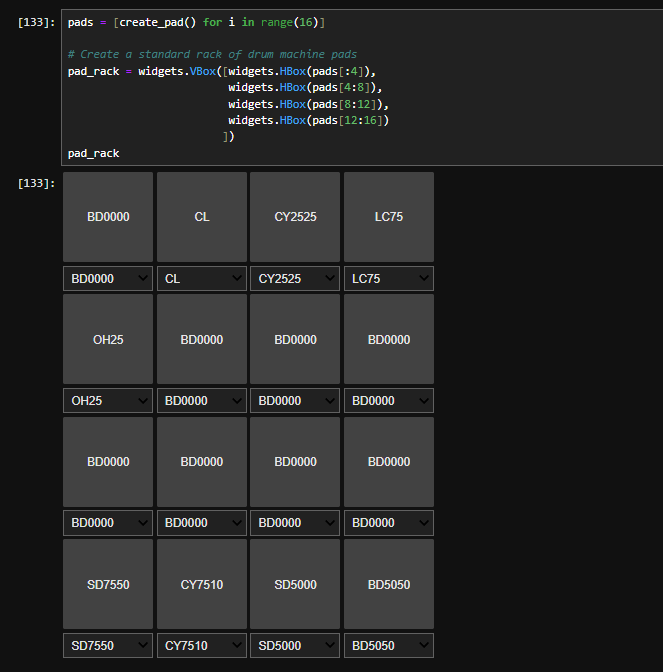 [133]: pads = [create_pad() for i in range(16)]
# Create a standard rack of drum machine pads
pad_rack = widgets.VBox([widgets.HBox(pads[:4]),
widgets.HBox(pads[4:8]),
widgets.HBox(pads[8:12]),
widgets.HBox(pads[12:16])
])
pad_rack
[133]:
BD0000 CL CY2525 LC75
BD0000 CL CY2525 LC75
OH25 BD0000 BD0000 BD0000
OH25 BD0000 BD0000 BD0000
BD0000 BD0000 BD0000 BD0000
BD0000 BD0000 BD0000 BD0000
SD7550 CY7510 SD5000 BD5050
SD7550 CY7510 SD5000 BD5050